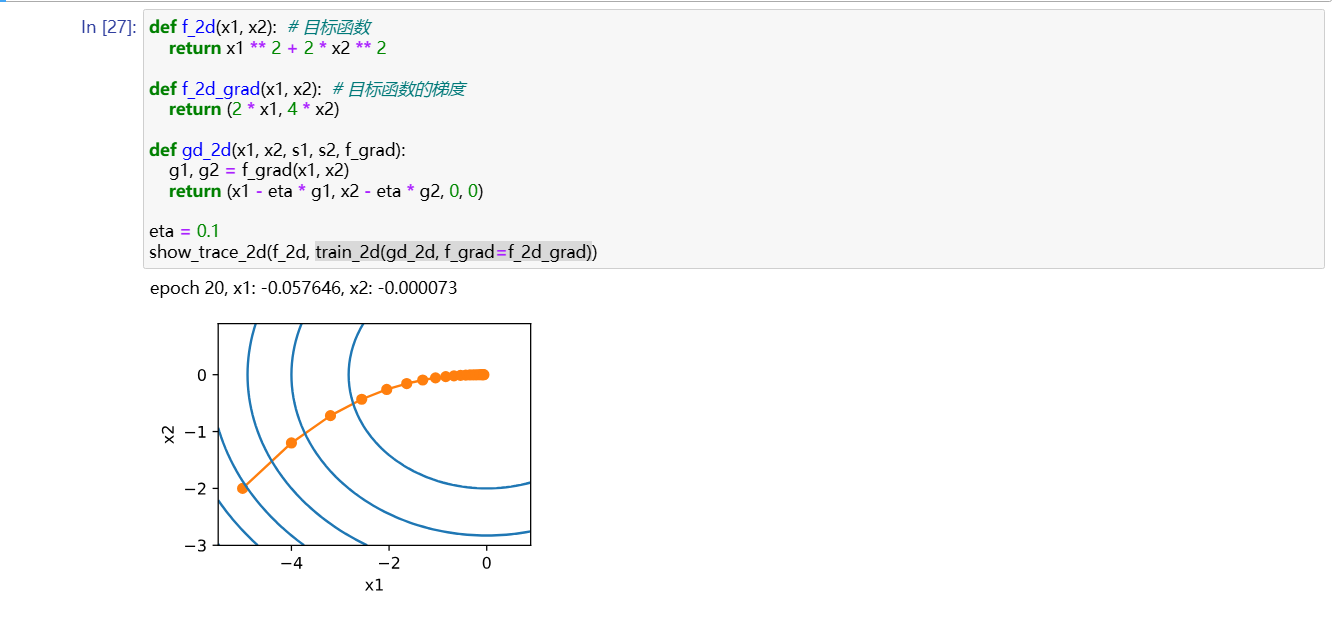 In [27]:
def f_2d(x1, x2):  # 目标函数
    return x1 ** 2 + 2 * x2 ** 2
def f_2d_grad(x1, x2):  # 目标函数的梯度
    return (2 * x1, 4 * x2)
def gd_2d(x1, x2, s1, s2, f_grad):
    g1, g2 = f_grad(x1, x2)
    return (x1 - eta * g1, x2 - eta * g2, 0, 0)
eta = 0.1
show_trace_2d(f_2d, train_2d(gd_2d, f_grad=f_2d_grad))
epoch 20, x1: -0.057646, x2: -0.000073
0
−1
−2
−3
x2
−4 −2 0
x1